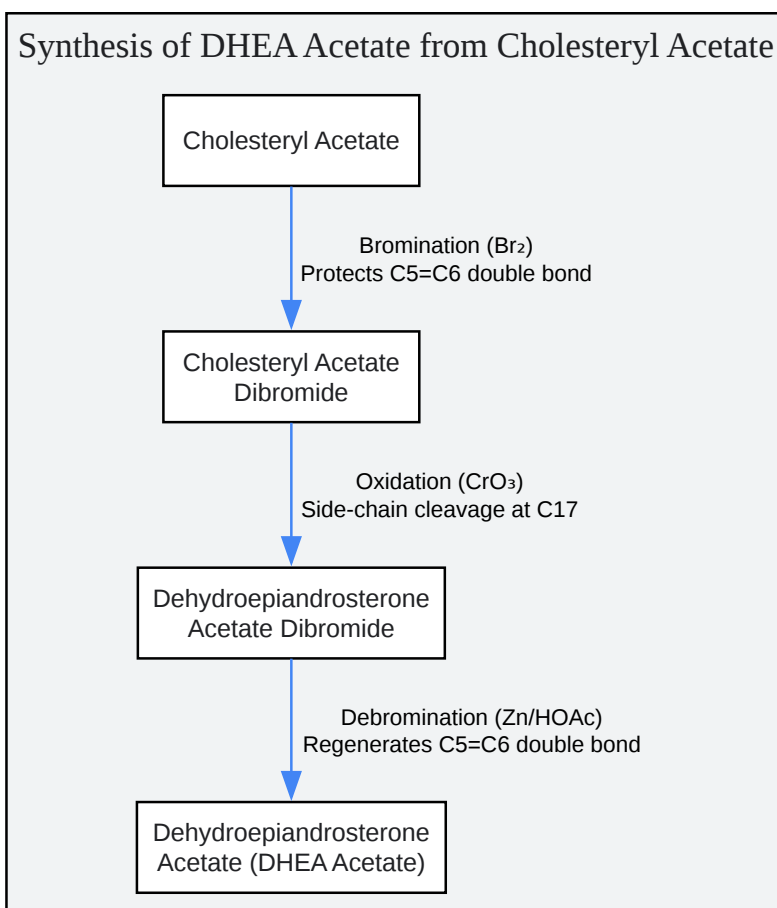 Synthesis of DHEA Acetate from Cholesteryl Acetate
Cholesteryl Acetate
Bromination (Br₂)
Protects C5=C6 double bond
Cholesteryl Acetate
Dibromide
Oxidation (CrO₃)
Side-chain cleavage at C17
Dehydroepiandrosterone
Acetate Dibromide
Debromination (Zn/HOAc)
Regenerates C5=C6 double bond
Dehydroepiandrosterone
Acetate (DHEA Acetate)